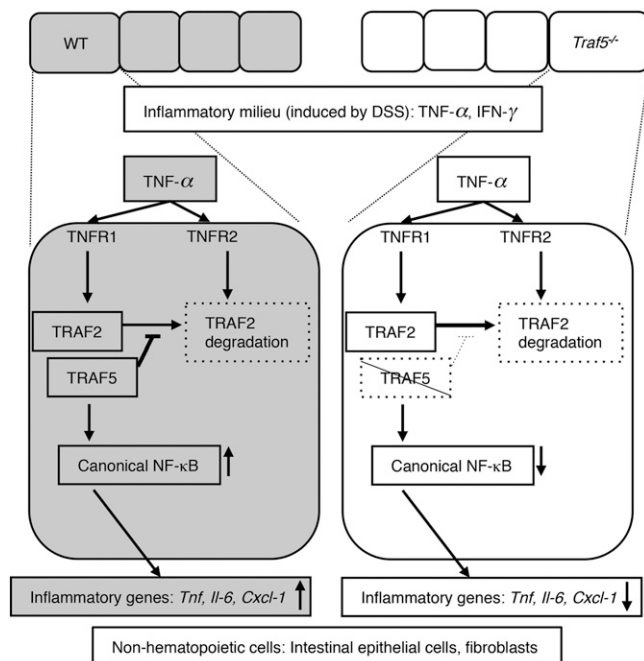 WT
Traf5-/-
Inflammatory milieu (induced by DSS): TNF-α, IFN-γ
TNF-α
TNF-α
TNFR1
TNFR2
TNFR1
TNFR2
TRAF2
TRAF2
degradation
TRAF5
TRAF2
TRAF2
degradation
TRAF5
Canonical NF-κB
Canonical NF-κB
Inflammatory genes: Tnf, Il-6, Cxcl-1
Inflammatory genes: Tnf, Il-6, Cxcl-1
Non-hematopoietic cells: Intestinal epithelial cells, fibroblasts